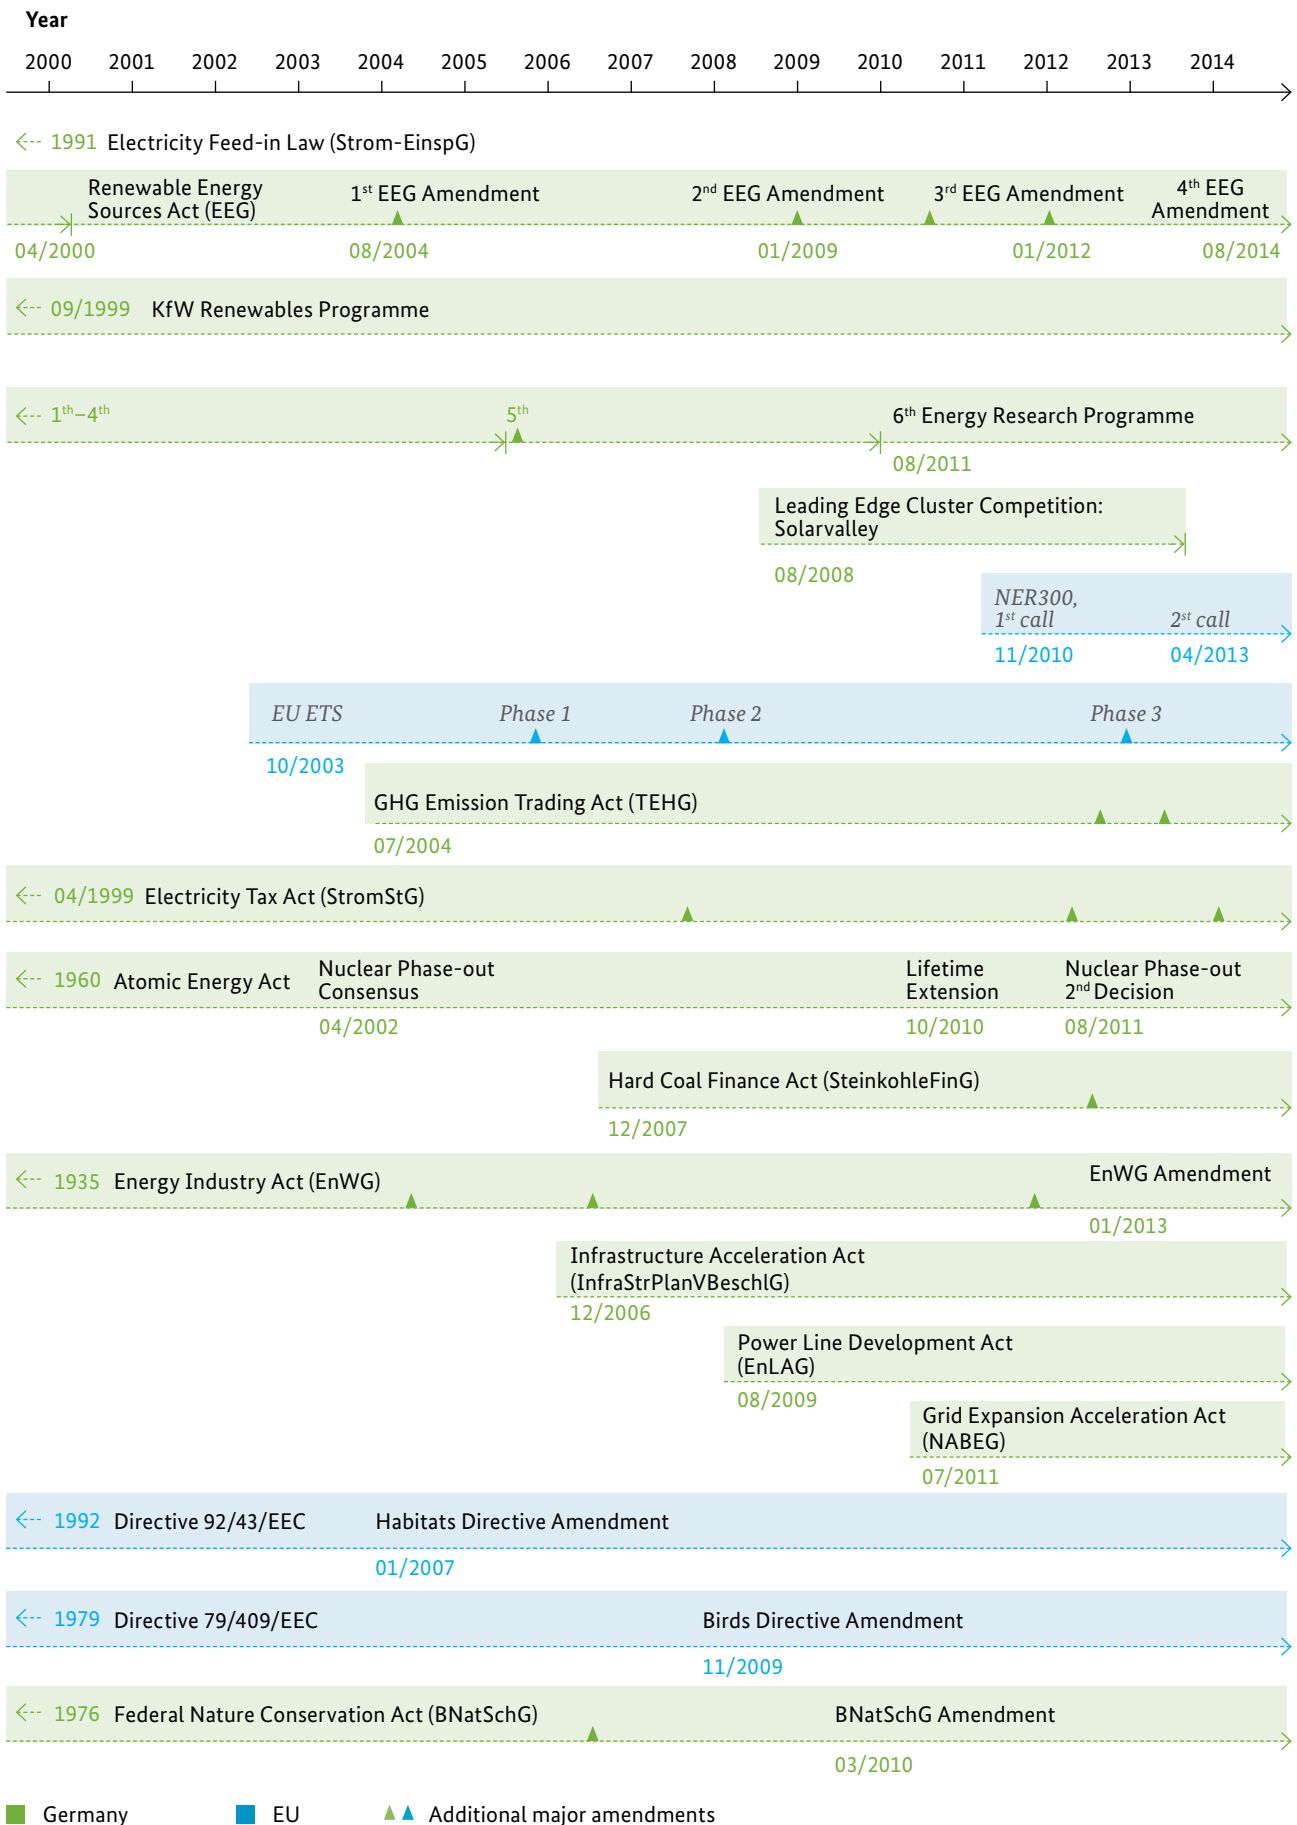 Year
2000 2001 2002 2003 2004 2005 2006 2007 2008 2009 2010 2011 2012 2013 2014
1991 Electricity Feed-in Law (Strom-EinspG)
Renewable Energy
Sources Act (EEG)
1st EEG Amendment
2nd EEG Amendment
3rd EEG Amendment
4th EEG
Amendment
04/2000 08/2004 01/2009 01/2012 08/2014
09/1999 KfW Renewables Programme
1th–4th 5th 6th Energy Research Programme
08/2011
Leading Edge Cluster Competition:
Solarvalley
08/2008
NER300,
1st call 2st call
11/2010 04/2013
EU ETS Phase 1 Phase 2 Phase 3
10/2003
GHG Emission Trading Act (TEHG)
07/2004
04/1999 Electricity Tax Act (StromStG)
1960 Atomic Energy Act
Nuclear Phase-out
Consensus
04/2002
Lifetime
Extension
10/2010
Nuclear Phase-out
2nd Decision
08/2011
Hard Coal Finance Act (SteinkohleFinG)
12/2007
1935 Energy Industry Act (EnWG)
EnWG Amendment
01/2013
Infrastructure Acceleration Act
(InfraStrPlanVBeschlG)
12/2006
Power Line Development Act
(EnLAG)
08/2009
Grid Expansion Acceleration Act
(NABEG)
07/2011
1992 Directive 92/43/EEC Habitats Directive Amendment
01/2007
1979 Directive 79/409/EEC Birds Directive Amendment
11/2009
1976 Federal Nature Conservation Act (BNatSchG) BNatSchG Amendment
03/2010
Germany EU Additional major amendments